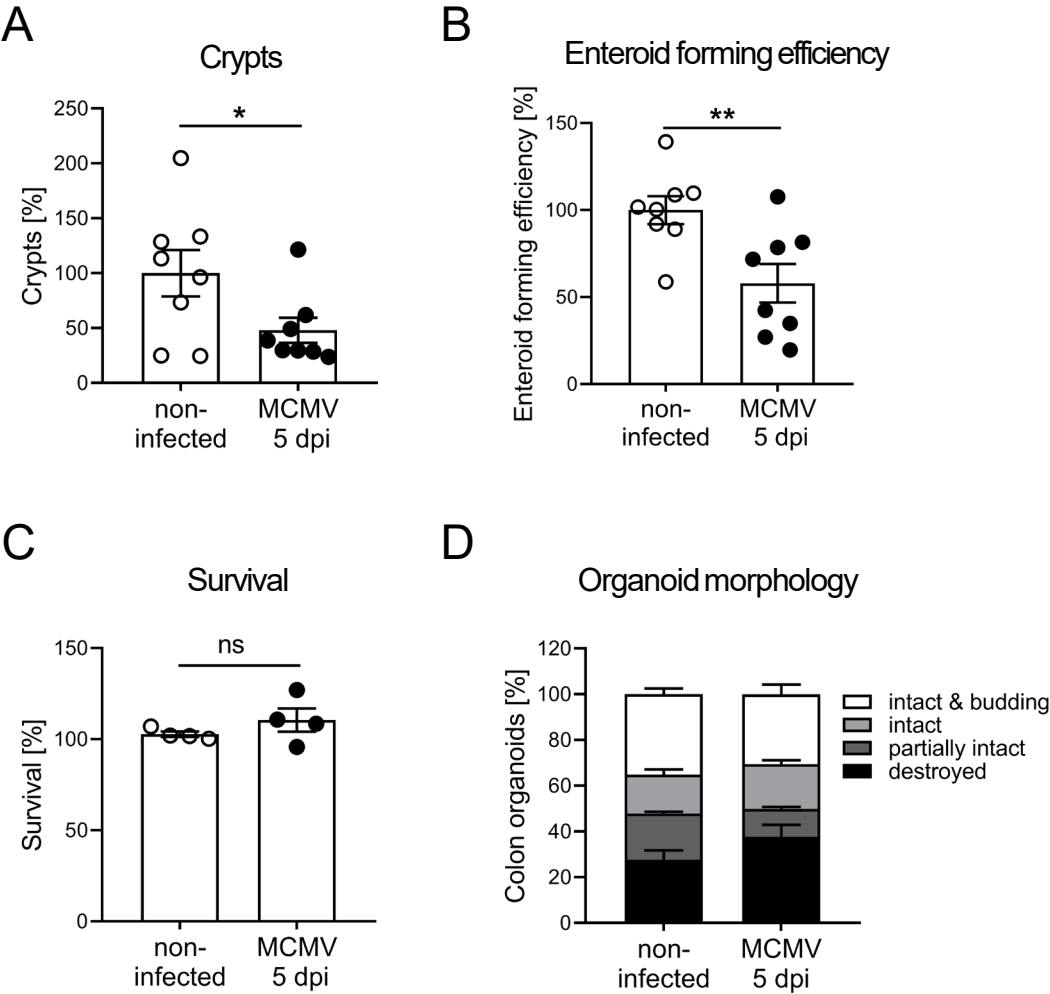 A
Crypts
Crypts [%]
250
200
150
100
50
0
*
non-
infected
MCMV
5 dpi
B
Enteroid forming efficiency
Enteroid forming efficiency [%]
150
100
50
0
**
non-
infected
MCMV
5 dpi
C
Survival
Survival [%]
150
100
50
0
ns
non-
infected
MCMV
5 dpi
D
Organoid morphology
Colon organoids [%]
120
100
80
60
40
20
0
non-
infected
MCMV
5 dpi
intact & budding
intact
partially intact
destroyed